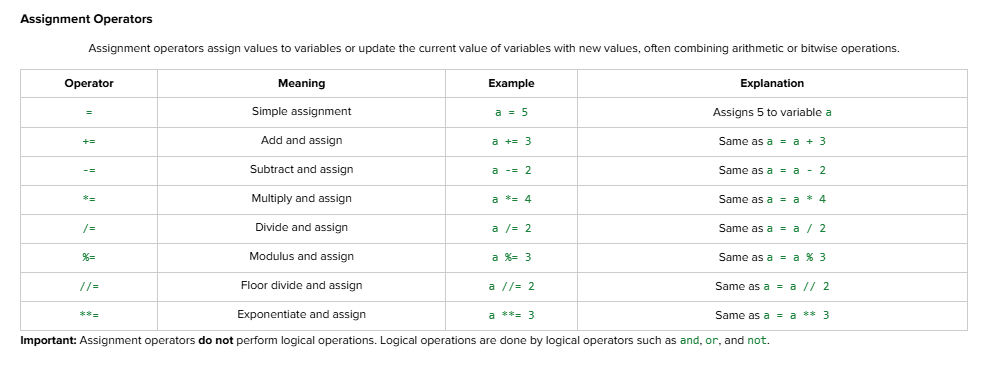 Assignment Operators
Assignment operators assign values to variables or update the current value of variables with new values, often combining arithmetic or bitwise operations.
Operator Meaning Example Explanation
= Simple assignment a = 5 Assigns 5 to variable a
+= Add and assign a += 3 Same as a = a + 3
-= Subtract and assign a -= 2 Same as a = a - 2
*= Multiply and assign a *= 4 Same as a = a * 4
/= Divide and assign a /= 2 Same as a = a / 2
%= Modulus and assign a %= 3 Same as a = a % 3
//= Floor divide and assign a //= 2 Same as a = a // 2
**= Exponentiate and assign a **= 3 Same as a = a ** 3
Important: Assignment operators do not perform logical operations. Logical operations are done by logical operators such as and, or, and not.